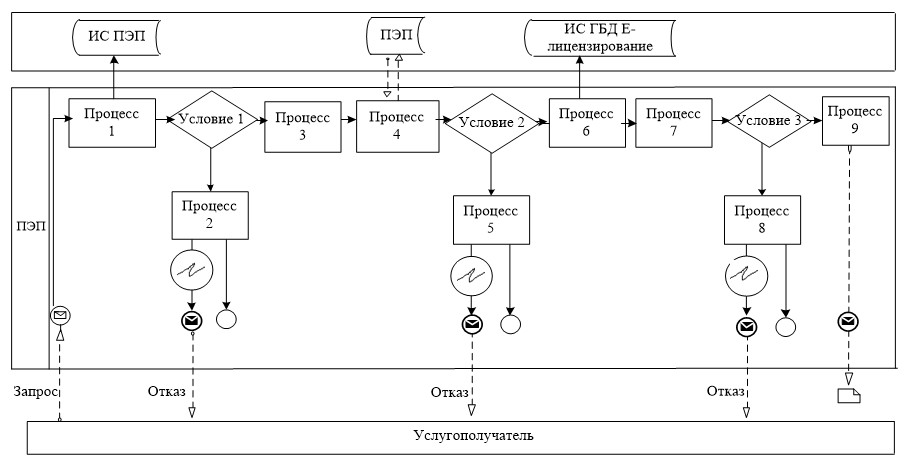 ИС ПЭП
ПЭП
ИС ГБД Е-
лицензирование
ПЭП
Процесс
1
Условие 1
Процесс
3
Процесс
4
Условие 2
Процесс
6
Процесс
7
Условие 3
Процесс
9
Процесс
2
Процесс
5
Процесс
8
Запрос
Отказ
Отказ
Отказ
Услугополучатель